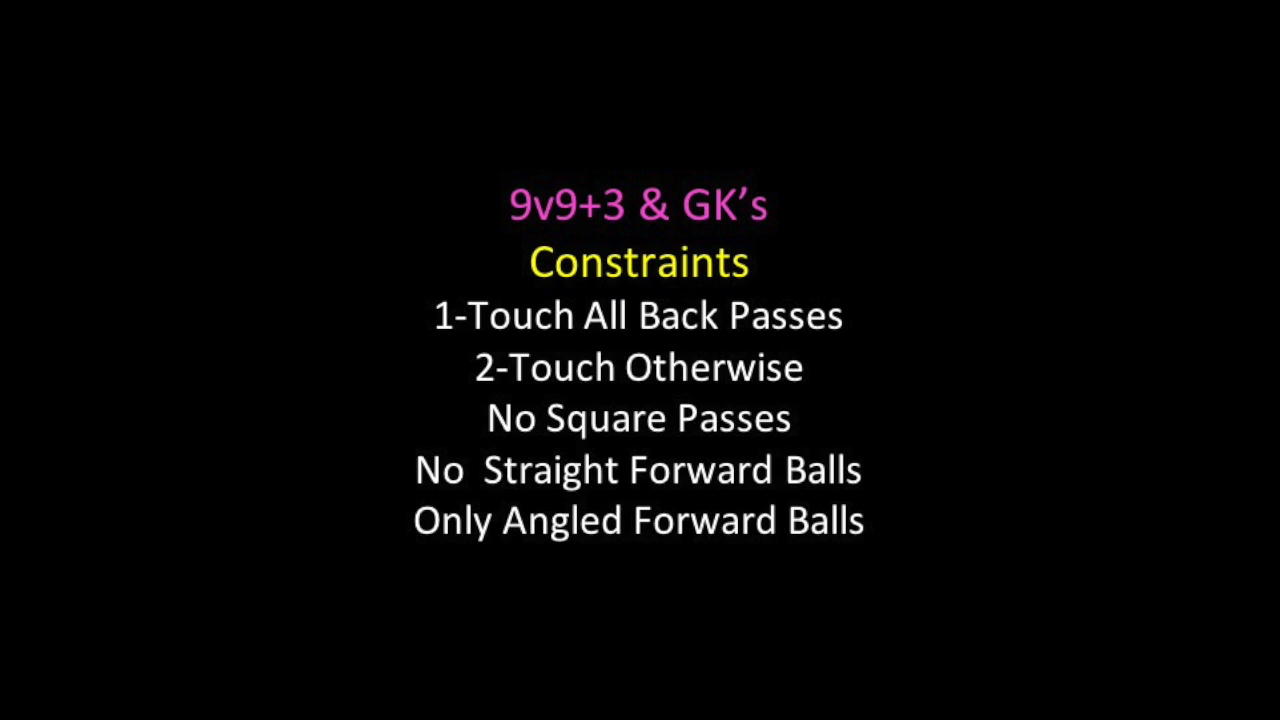 9v9+3 & GK’s
Constraints
1-Touch All Back Passes
2-Touch Otherwise
No Square Passes
No  Straight Forward Balls
Only Angled Forward Balls